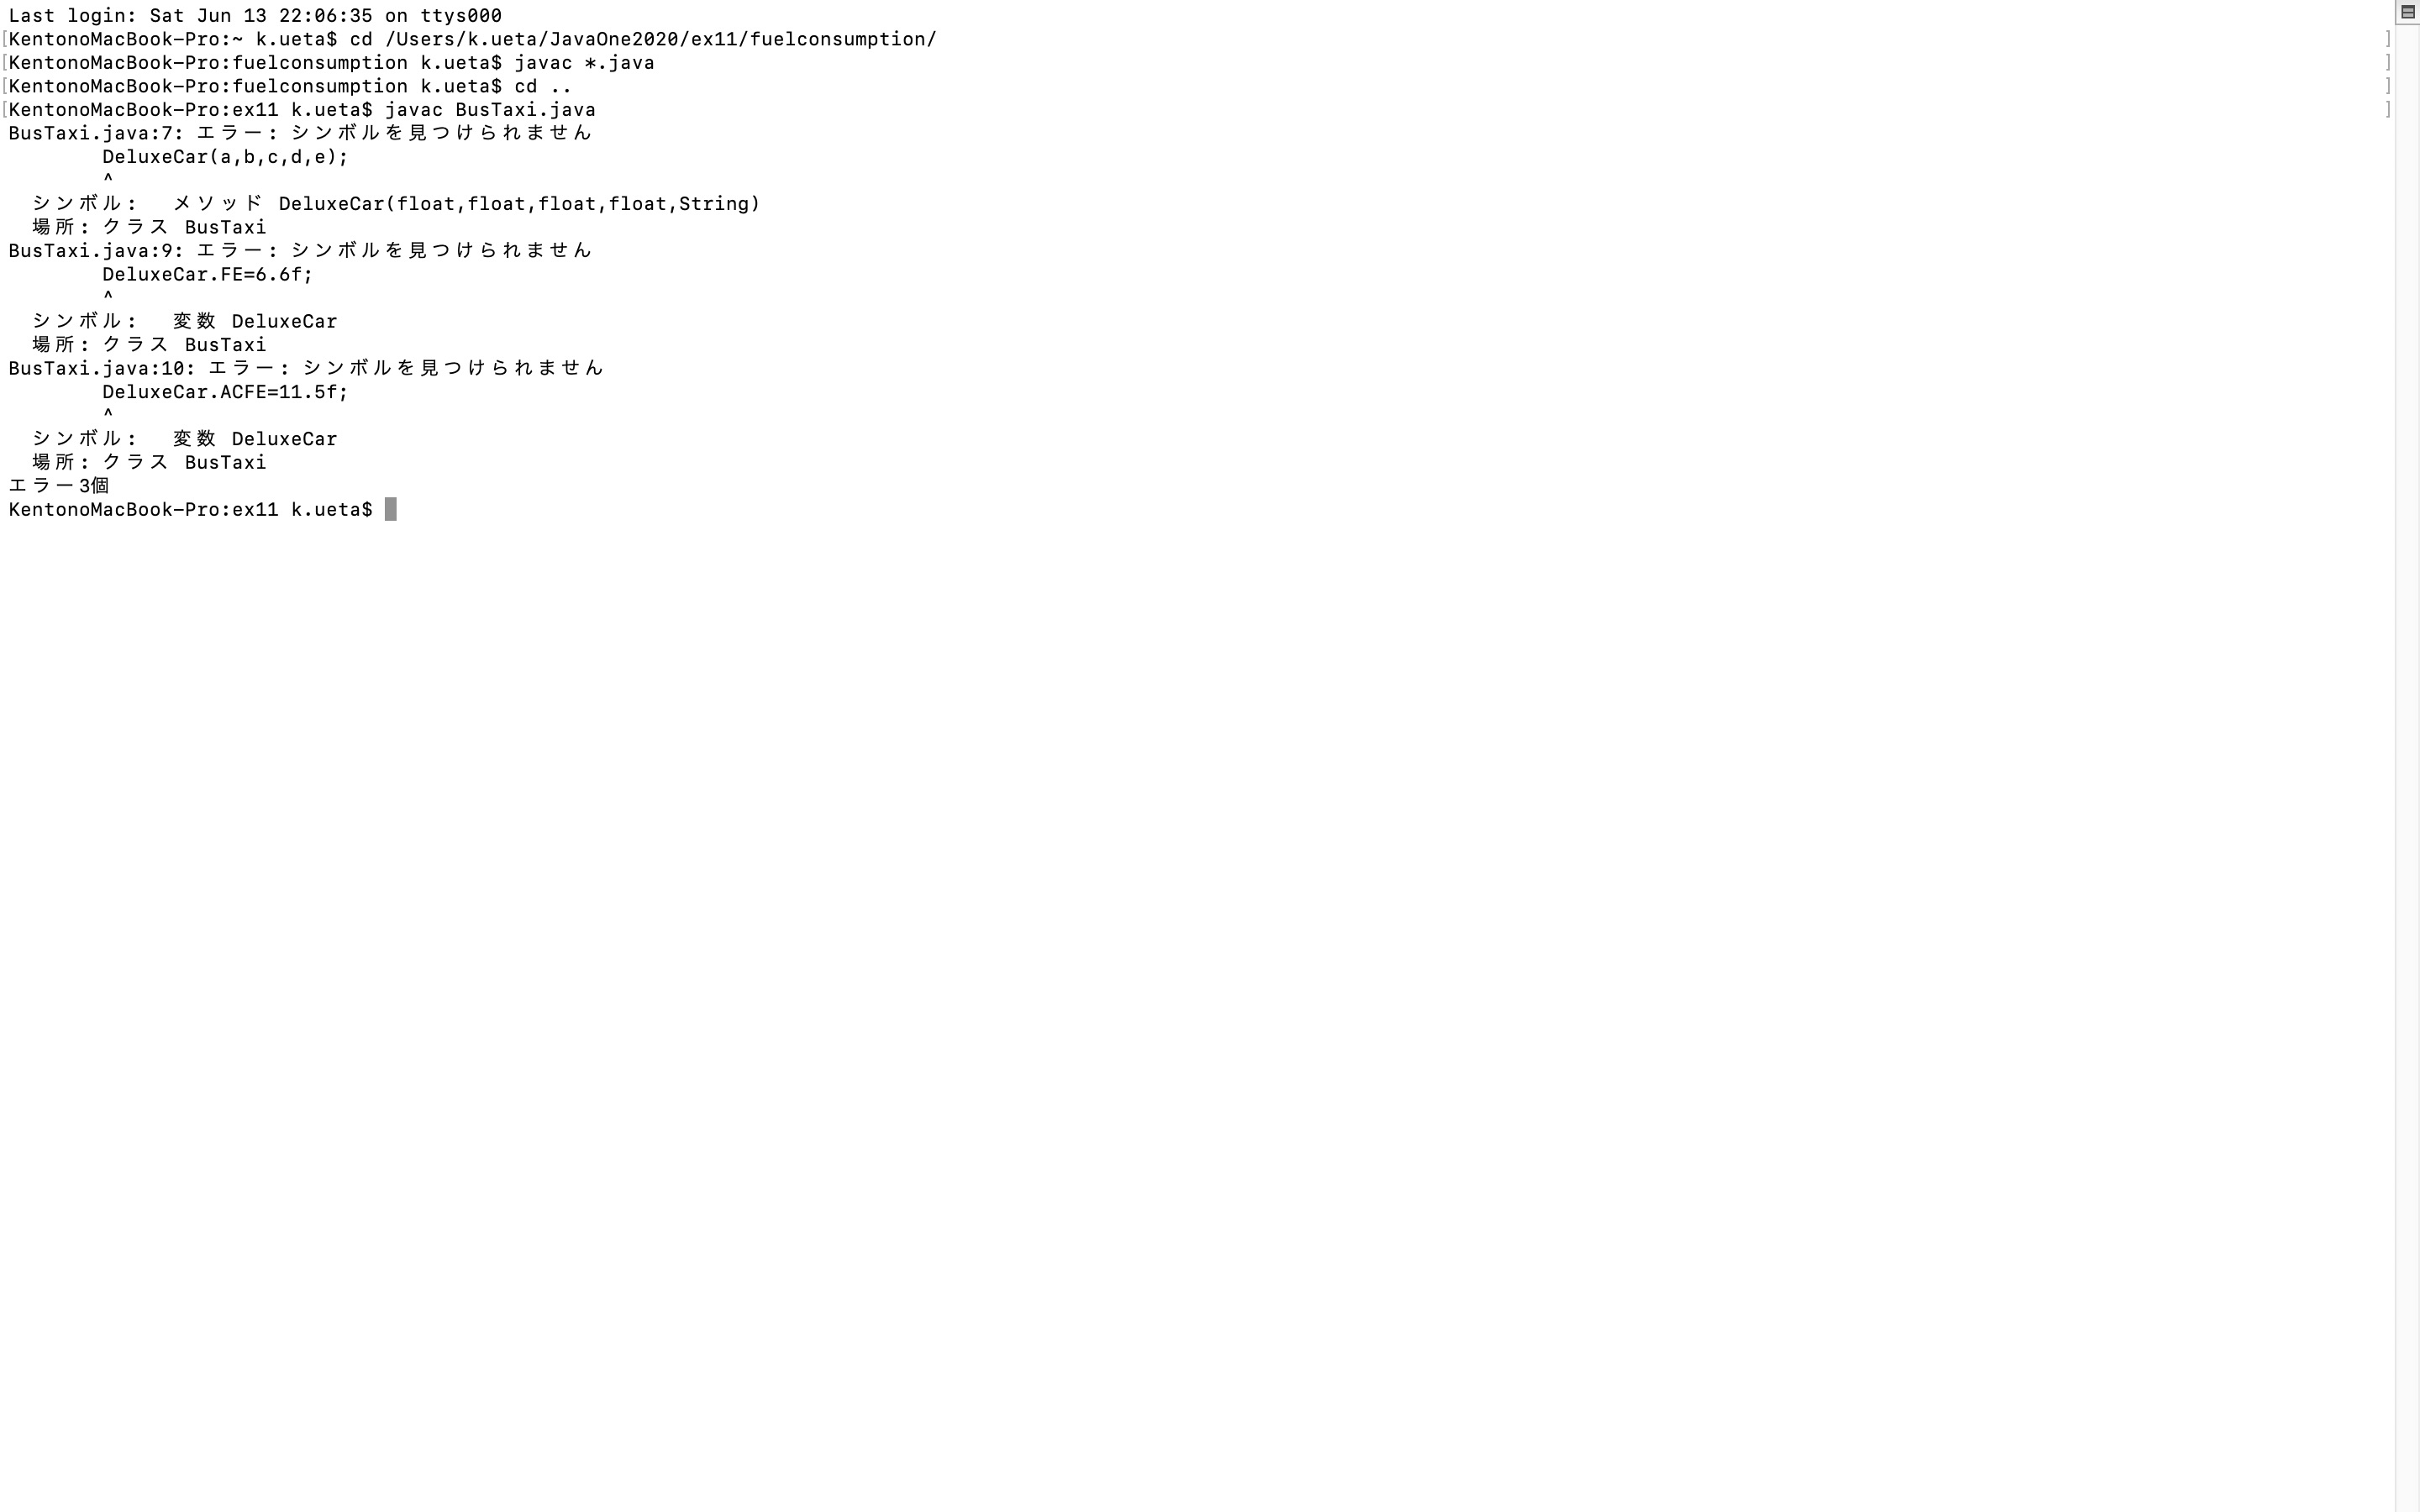 Last login: Sat Jun 13 22:06:35 on ttys000
[KentonoMacBook-Pro:~ k.ueta$ cd /Users/k.ueta/JavaOne2020/ex11/fuelconsumption/ ]
[KentonoMacBook-Pro:fuelconsumption k.ueta$ javac *.java ]
[KentonoMacBook-Pro:fuelconsumption k.ueta$ cd .. ]
[KentonoMacBook-Pro:ex11 k.ueta$ javac BusTaxi.java ]
BusTaxi.java:7: エラー: シンボルを見つけられません
        DeluxeCar(a,b,c,d,e);
        ^
  シンボル:   メソッド DeluxeCar(float,float,float,float,String)
  場所: クラス BusTaxi
BusTaxi.java:9: エラー: シンボルを見つけられません
        DeluxeCar.FE=6.6f;
        ^
  シンボル:   変数 DeluxeCar
  場所: クラス BusTaxi
BusTaxi.java:10: エラー: シンボルを見つけられません
        DeluxeCar.ACFE=11.5f;
        ^
  シンボル:   変数 DeluxeCar
  場所: クラス BusTaxi
エラー3個
KentonoMacBook-Pro:ex11 k.ueta$